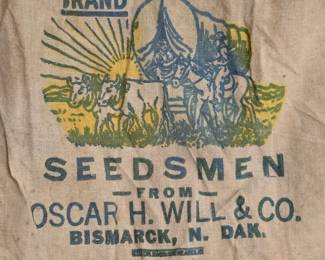 BRAND
SEEDSMEN
FROM
OSCAR H. WILL & CO.
BISMARCK, N. DAK.